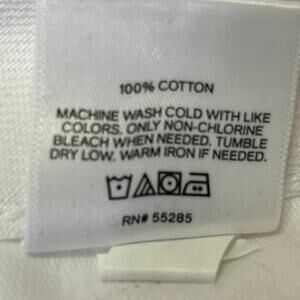 100% COTTON
MACHINE WASH COLD WITH LIKE
COLORS. ONLY NON-CHLORINE
BLEACH WHEN NEEDED. TUMBLE
DRY LOW. WARM IRON IF NEEDED.
RN# 55285